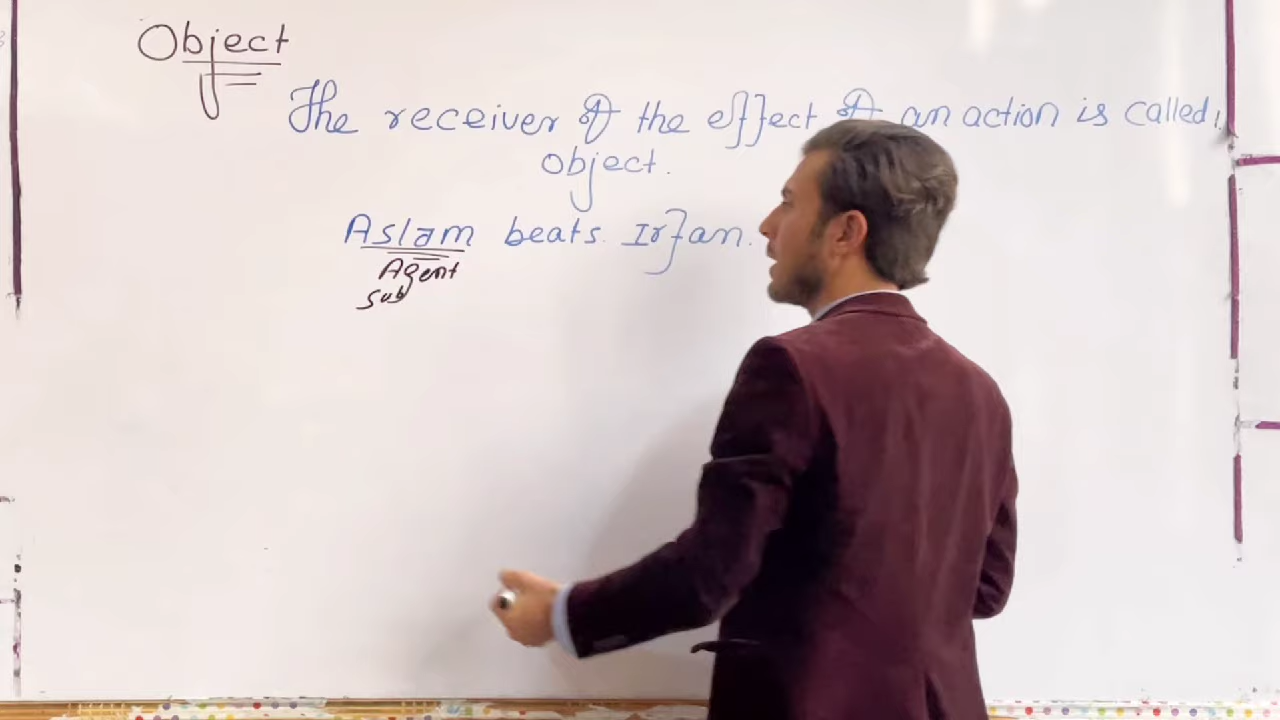 Object
The receiver of the effect of an action is called,
object.
Aslam beats. Irfan.
Agent
Sub